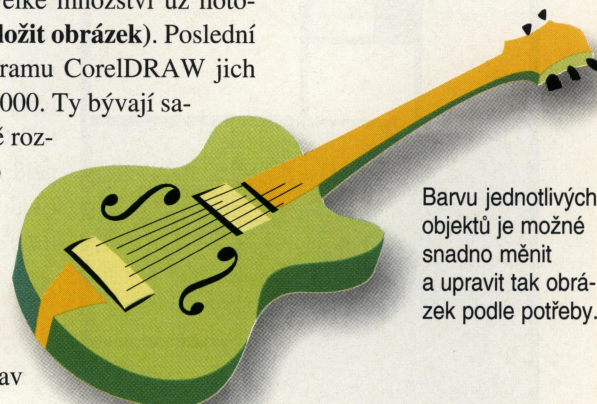 velké množství už hoto-
ložit obrázek). Poslední
ramu CorelDRAW jich
000. Ty bývají sa-
é roz-
av
Barvu jednotlivých
objektů je možné
snadno měnit
a upravit tak obrá-
zek podle potřeby.